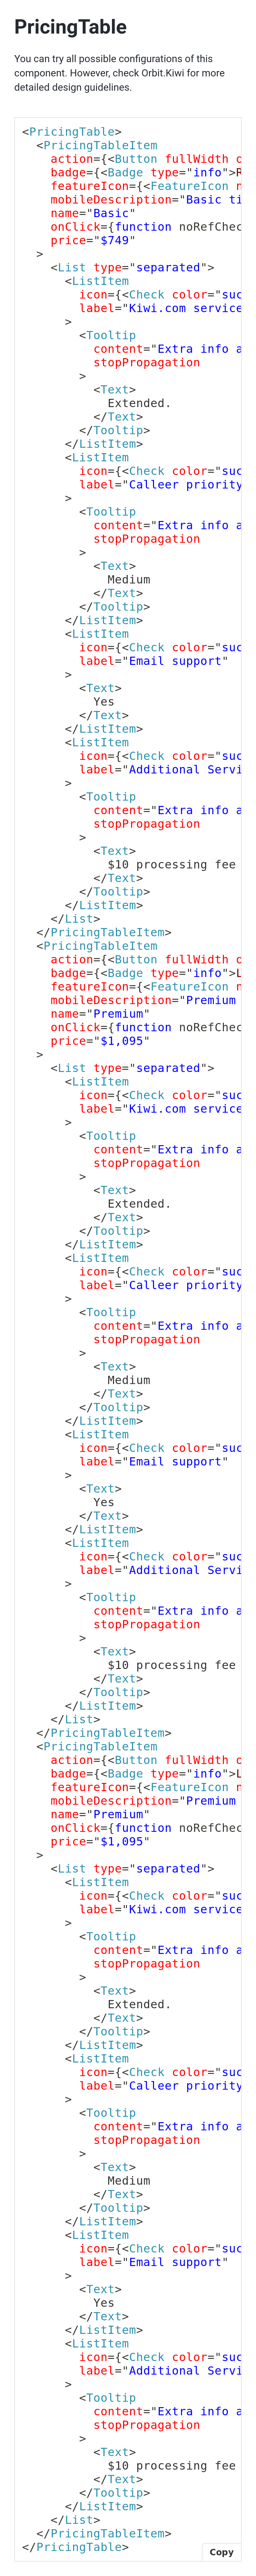 PricingTable
You can try all possible configurations of this
component. However, check Orbit.Kiwi for more
detailed design guidelines.
<PricingTable>
  <PricingTableItem
    action={<Button fullWidth
    badge={<Badge type="info">
    featureIcon={<FeatureIcon
    mobileDescription="Basic
    name="Basic"
    onClick={function
    price="$749"
  >
    <List type="separated">
      <ListItem
        icon={<Check color="suc
        label="Kiwi.com service
      >
        <Tooltip
          content="Extra info a
          stopPropagation
        >
          <Text>
            Extended.
          </Text>
        </Tooltip>
      </ListItem>
      <ListItem
        icon={<Check color="suc
        label="Calleer priority
      >
        <Tooltip
          content="Extra info a
          stopPropagation
        >
          <Text>
            Medium
          </Text>
        </Tooltip>
      </ListItem>
      <ListItem
        icon={<Check color="suc
        label="Email support"
      >
        <Text>
          Yes
        </Text>
      </ListItem>
      <ListItem
        icon={<Check color="suc
        label="Additional Servi
      >
        <Tooltip
          content="Extra info a
          stopPropagation
        >
          <Text>
            $10 processing fee
          </Text>
        </Tooltip>
      </ListItem>
    </List>
  </PricingTableItem>
  <PricingTableItem
    action={<Button fullWidth
    badge={<Badge type="info">L
    featureIcon={<FeatureIcon
    mobileDescription="Premium
    name="Premium"
    onClick={function noRefChec
    price="$1,095"
  >
    <List type="separated">
      <ListItem
        icon={<Check color="suc
        label="Kiwi.com service
      >
        <Tooltip
          content="Extra info a
          stopPropagation
        >
          <Text>
            Extended.
          </Text>
        </Tooltip>
      </ListItem>
      <ListItem
        icon={<Check color="suc
        label="Calleer priority
      >
        <Tooltip
          content="Extra info a
          stopPropagation
        >
          <Text>
            Medium
          </Text>
        </Tooltip>
      </ListItem>
      <ListItem
        icon={<Check color="suc
        label="Email support"
      >
        <Text>
          Yes
        </Text>
      </ListItem>
      <ListItem
        icon={<Check color="suc
        label="Additional Servi
      >
        <Tooltip
          content="Extra info a
          stopPropagation
        >
          <Text>
            $10 processing fee
          </Text>
        </Tooltip>
      </ListItem>
    </List>
  </PricingTableItem>
  <PricingTableItem
    action={<Button fullWidth
    badge={<Badge type="info">L
    featureIcon={<FeatureIcon
    mobileDescription="Premium
    name="Premium"
    onClick={function noRefChec
    price="$1,095"
  >
    <List type="separated">
      <ListItem
        icon={<Check color="suc
        label="Kiwi.com service
      >
        <Tooltip
          content="Extra info a
          stopPropagation
        >
          <Text>
            Extended.
          </Text>
        </Tooltip>
      </ListItem>
      <ListItem
        icon={<Check color="suc
        label="Calleer priority
      >
        <Tooltip
          content="Extra info a
          stopPropagation
        >
          <Text>
            Medium
          </Text>
        </Tooltip>
      </ListItem>
      <ListItem
        icon={<Check color="suc
        label="Email support"
      >
        <Text>
          Yes
        </Text>
      </ListItem>
      <ListItem
        icon={<Check color="suc
        label="Additional Servi
      >
        <Tooltip
          content="Extra info a
          stopPropagation
        >
          <Text>
            $10 processing fee
          </Text>
        </Tooltip>
      </ListItem>
    </List>
  </PricingTableItem>
</PricingTable>
Copy